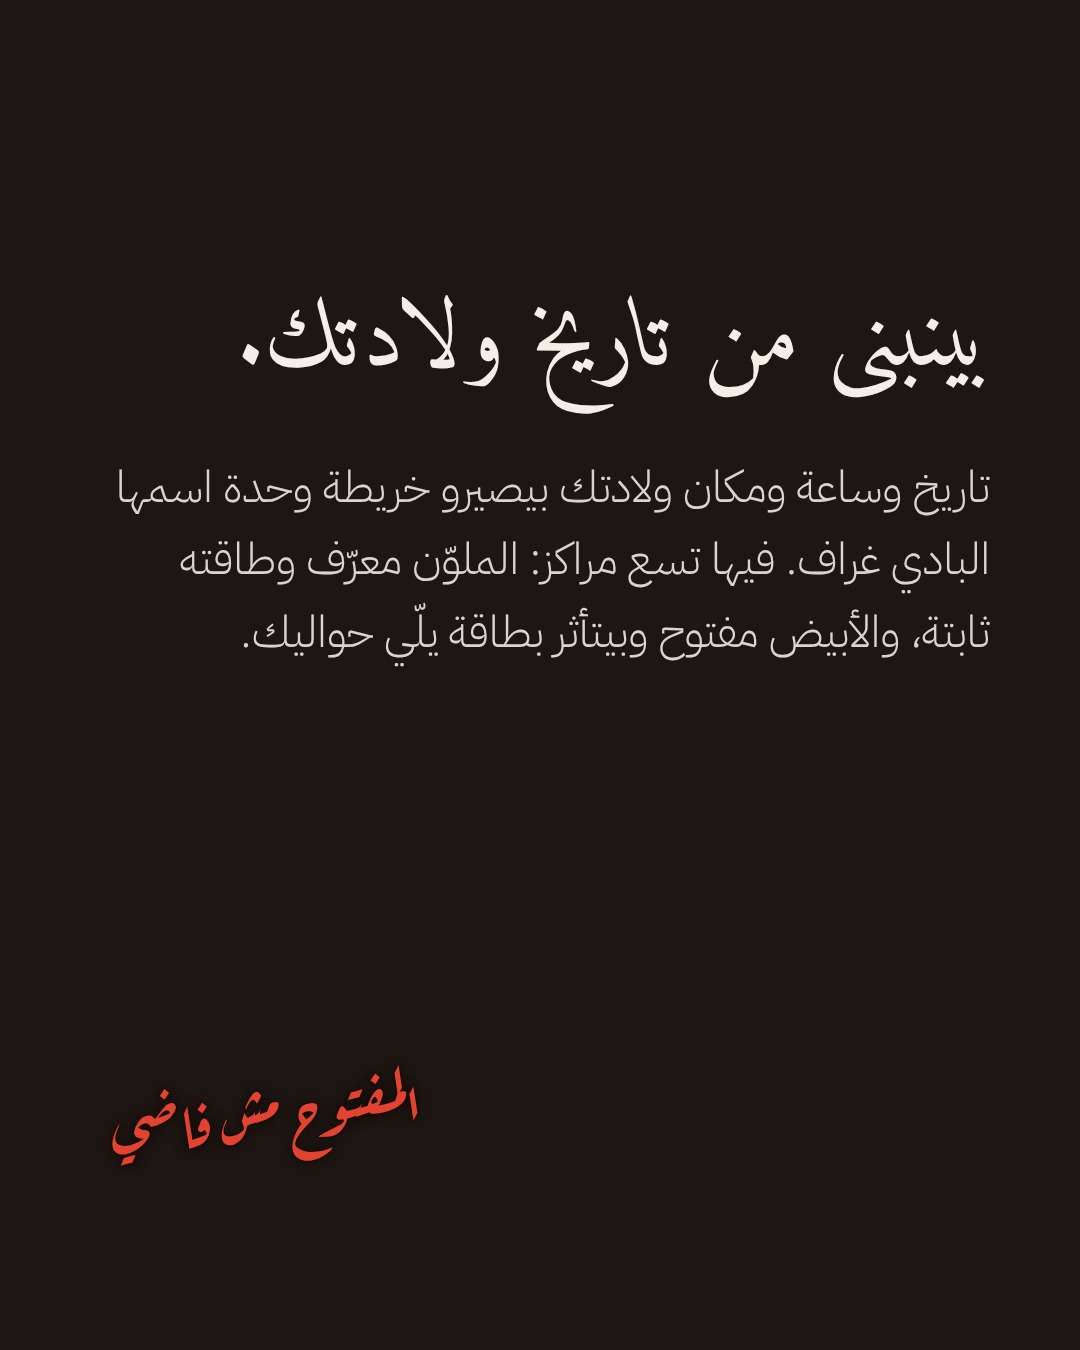 بينبنى من تاريخ ولادتك.
تاريخ وساعة ومكان ولادتك بيصيرو خريطة وحدة اسمها
البادي غراف. فيها تسع مراكز: الملوّن معرّف وطاقته
ثابتة، والأبيض مفتوح وبيتأثر بطاقة يلّي حواليك.
المفتوح مش فاضي